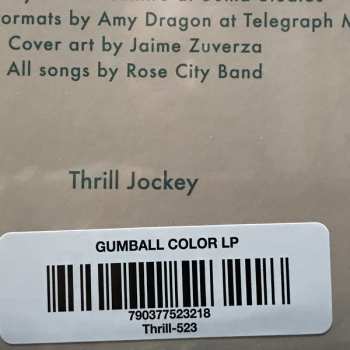 ormats by Amy Dragon at Telegraph M
Cover art by Jaime Zuverza
All songs by Rose City Band
Thrill Jockey
GUMBALL COLOR LP
790377523218
Thrill-523